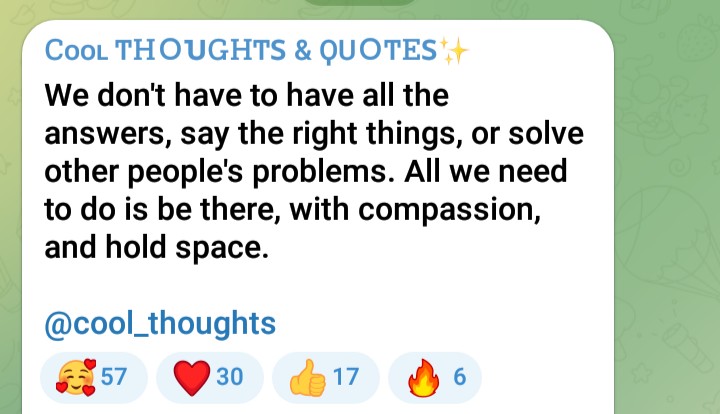 Cᴏᴏʟ THOUGHTS & QUOTES✨
We don't have to have all the
answers, say the right things, or solve
other people's problems. All we need
to do is be there, with compassion,
and hold space.
@cool_thoughts
🥰 57 ❤️ 30 👍 17 🔥 6